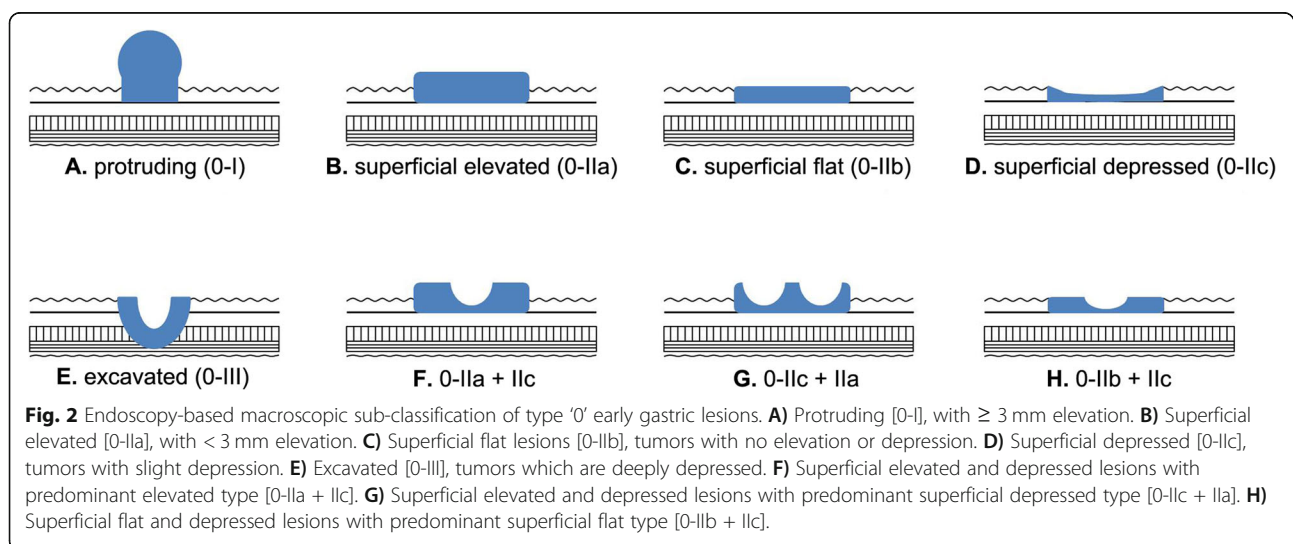 A. protruding (0-I)
B. superficial elevated (0-IIa)
C. superficial flat (0-IIb)
D. superficial depressed (0-IIc)
E. excavated (0-III)
F. 0-IIa + IIc
G. 0-IIc + IIa
H. 0-IIb + IIc
Fig. 2 Endoscopy-based macroscopic sub-classification of type ‘0’ early gastric lesions. A) Protruding [0-I], with ≥ 3 mm elevation. B) Superficial
elevated [0-IIa], with < 3 mm elevation. C) Superficial flat lesions [0-IIb], tumors with no elevation or depression. D) Superficial depressed [0-IIc],
tumors with slight depression. E) Excavated [0-III], tumors which are deeply depressed. F) Superficial elevated and depressed lesions with
predominant elevated type [0-IIa + IIc]. G) Superficial elevated and depressed lesions with predominant superficial depressed type [0-IIc + IIa]. H)
Superficial flat and depressed lesions with predominant superficial flat type [0-IIb + IIc].